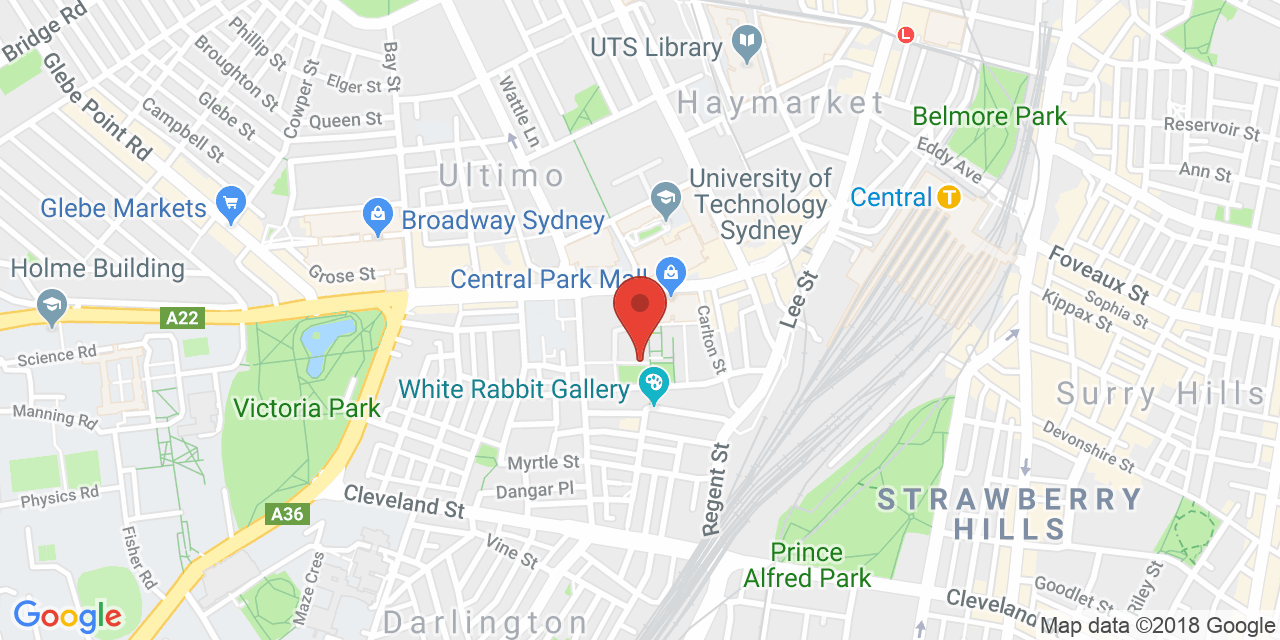 Bridge Rd
Phillip St
Broughton St
Glebe Point Rd
Cowper St
Bay St
Elger St
Glebe St
Queen St
Campbell St
Wattle Ln
UTS Library
L
Haymarket
Belmore Park
Eddy Ave
Reservoir St
Ann St
Ultimo
University of
Technology
Sydney
Central
T
Glebe Markets
Broadway Sydney
Holme Building
Grose St
Central Park Mall
Foveaux St
Sophia St
Kippax St
Lee St
Carlton St
A22
Science Rd
Manning Rd
Victoria Park
White Rabbit Gallery
Surry Hills
Devonshire St
Myrtle St
Dangar Pl
Regent St
Physics Rd
Cleveland St
A36
STRAWBERRY
HILLS
Fisher Rd
Vine St
Maze Cres
Prince
Alfred Park
Goodlet St
Riley St
Cleveland
Darlington
Google
Map data ©2018 Google